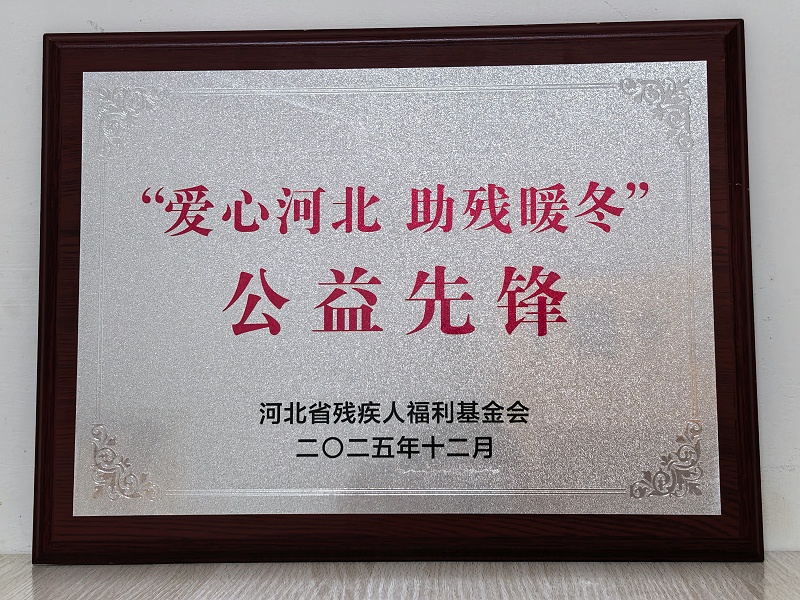 “爱心河北 助残暖冬”
公益先锋
河北省残疾人福利基金会
二〇二五年十二月